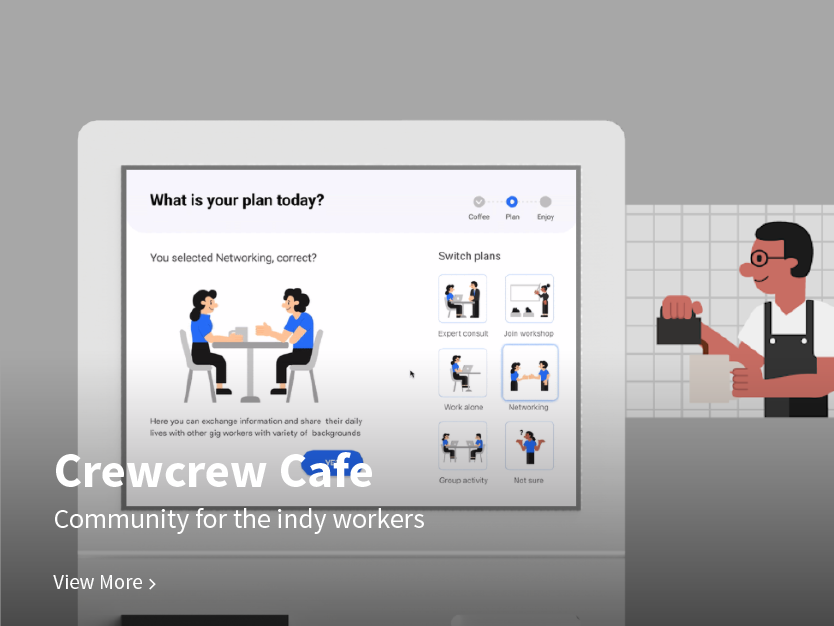 What is your plan today?
Coffee
Plan
Enjoy
You selected Networking, correct?
Switch plans
Expert consult
Join workshop
Work alone
Networking
Here you can exchange information and share their daily
lives with other gig workers with variety of backgrounds
Group activity
Not sure
Crewcrew Cafe
Community for the indy workers
View More